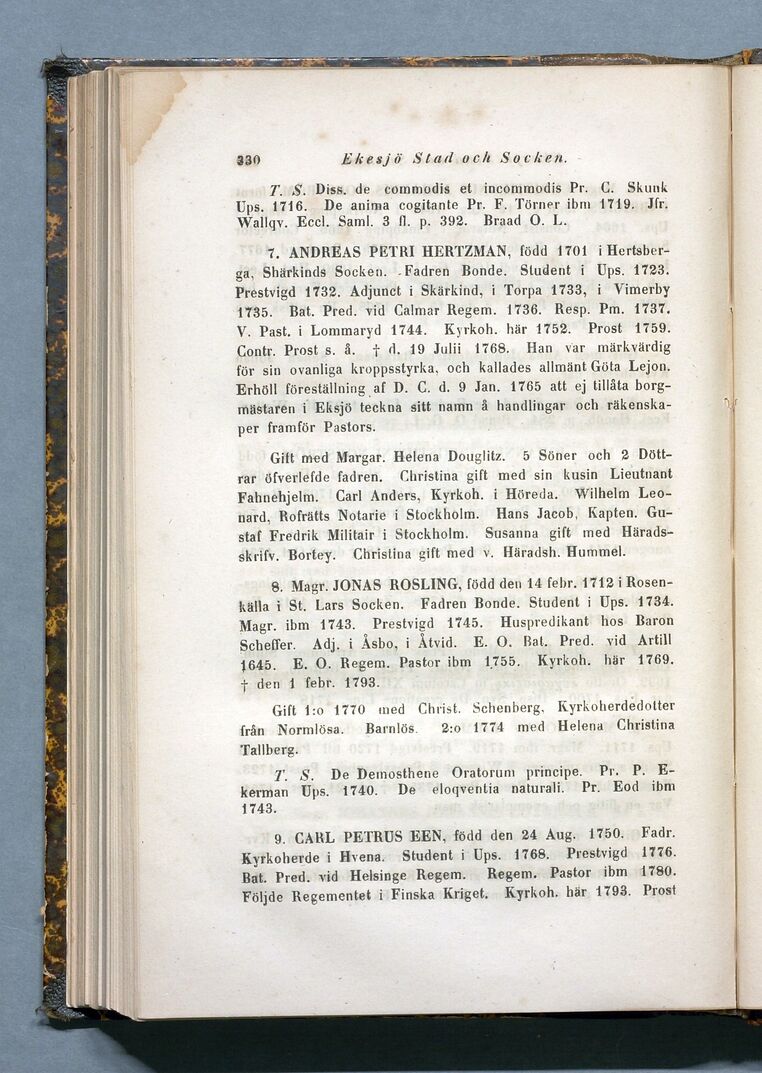 330 Ekesjö Stad och Socken.
T. S. Diss. de commodis et incommodis Pr. C. Skunk
Ups. 1716. De anima cogitante Pr. F. Törner ibm 1719. Jfr.
Wallqv. Eccl. Saml. 3 fl. p. 392. Braad O. L.
7. ANDREAS PETRI HERTZMAN, född 1701 i Hertsber-
ga, Shärkinds Socken. Fadren Bonde. Student i Ups. 1723.
Prestvigd 1732. Adjunct i Skärkind, i Torpa 1733, i Vimerby
1735. Bat. Pred. vid Calmar Regem. 1736. Resp. Pm. 1737.
V. Past. i Lommaryd 1744. Kyrkoh. här 1752. Prost 1759.
Contr. Prost s. å. † d. 19 Julii 1768. Han var märkvärdig
för sin ovanliga kroppsstyrka, och kallades allmänt Göta Lejon.
Erhöll föreställning af D. C. d. 9 Jan. 1765 att ej tillåta borg-
mästaren i Eksjö teckna sitt namn å handlingar och räkenska-
per framför Pastors.
Gift med Margar. Helena Douglitz. 5 Söner och 2 Dött-
rar öfverlefde fadren. Christina gift med sin kusin Lieutnant
Fahnehjelm. Carl Anders, Kyrkoh. i Höreda. Wilhelm Leo-
nard, Rofrätts Notarie i Stockholm. Hans Jacob, Kapten. Gu-
staf Fredrik Militair i Stockholm. Susanna gift med Härads-
skrifv. Bortey. Christina gift med v. Häradsh. Hummel.
8. Magr. JONAS ROSLING, född den 14 febr. 1712 i Rosen-
källa i St. Lars Socken. Fadren Bonde. Student i Ups. 1734.
Magr. ibm 1743. Prestvigd 1745. Huspredikant hos Baron
Scheffer. Adj. i Åsbo, i Åtvid. E. O. Bat. Pred. vid Artill
1645. E. O. Regem. Pastor ibm 1755. Kyrkoh. här 1769.
† den 1 febr. 1793.
Gift 1:o 1770 med Christ. Schenberg, Kyrkoherdedotter
från Normlösa. Barnlös. 2:o 1774 med Helena Christina
Tallberg.
T. S. De Demosthene Oratorum principe. Pr. P. E-
kerman Ups. 1740. De eloqventia naturali. Pr. Eod ibm
1743.
9. CARL PETRUS EEN, född den 24 Aug. 1750. Fadr.
Kyrkoherde i Hvena. Student i Ups. 1768. Prestvigd 1776.
Bat. Pred. vid Helsinge Regem. Regem. Pastor ibm 1780.
Följde Regementet i Finska Kriget. Kyrkoh. här 1793. Prost